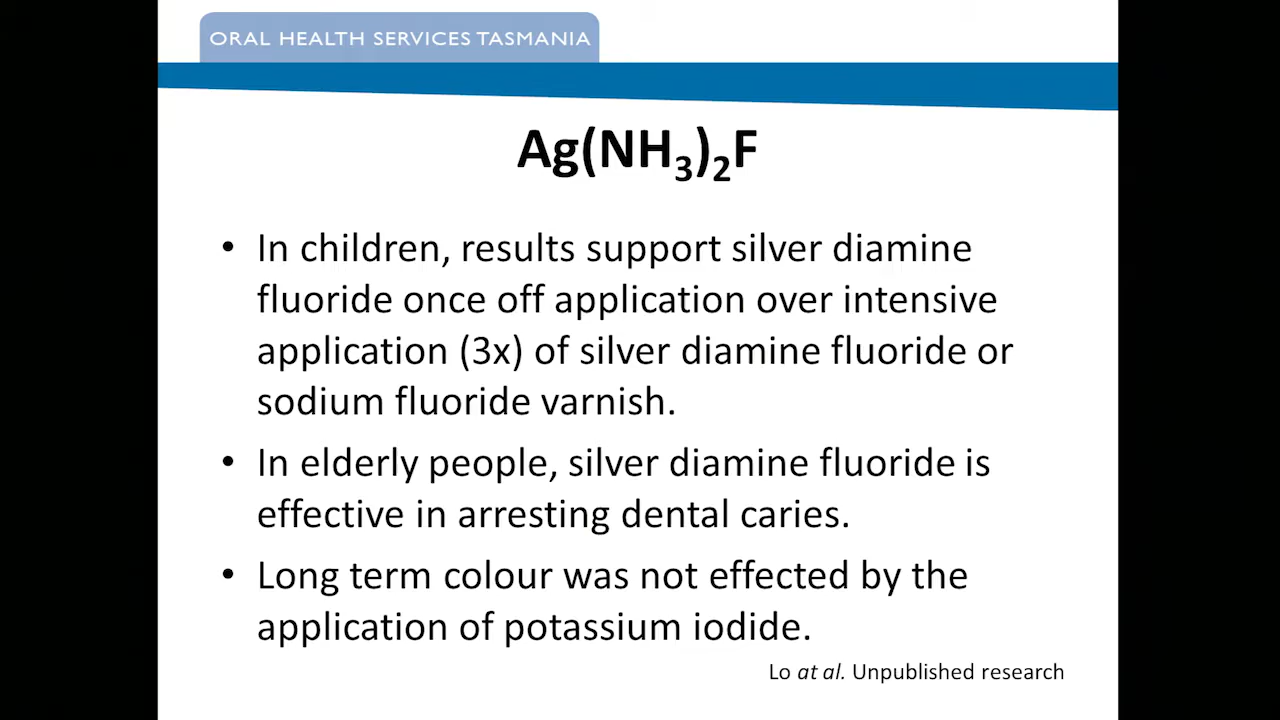 ORAL HEALTH SERVICES TASMANIA
Ag(NH₃)₂F
• In children, results support silver diamine
fluoride once off application over intensive
application (3x) of silver diamine fluoride or
sodium fluoride varnish.
• In elderly people, silver diamine fluoride is
effective in arresting dental caries.
• Long term colour was not effected by the
application of potassium iodide.
Lo at al. Unpublished research